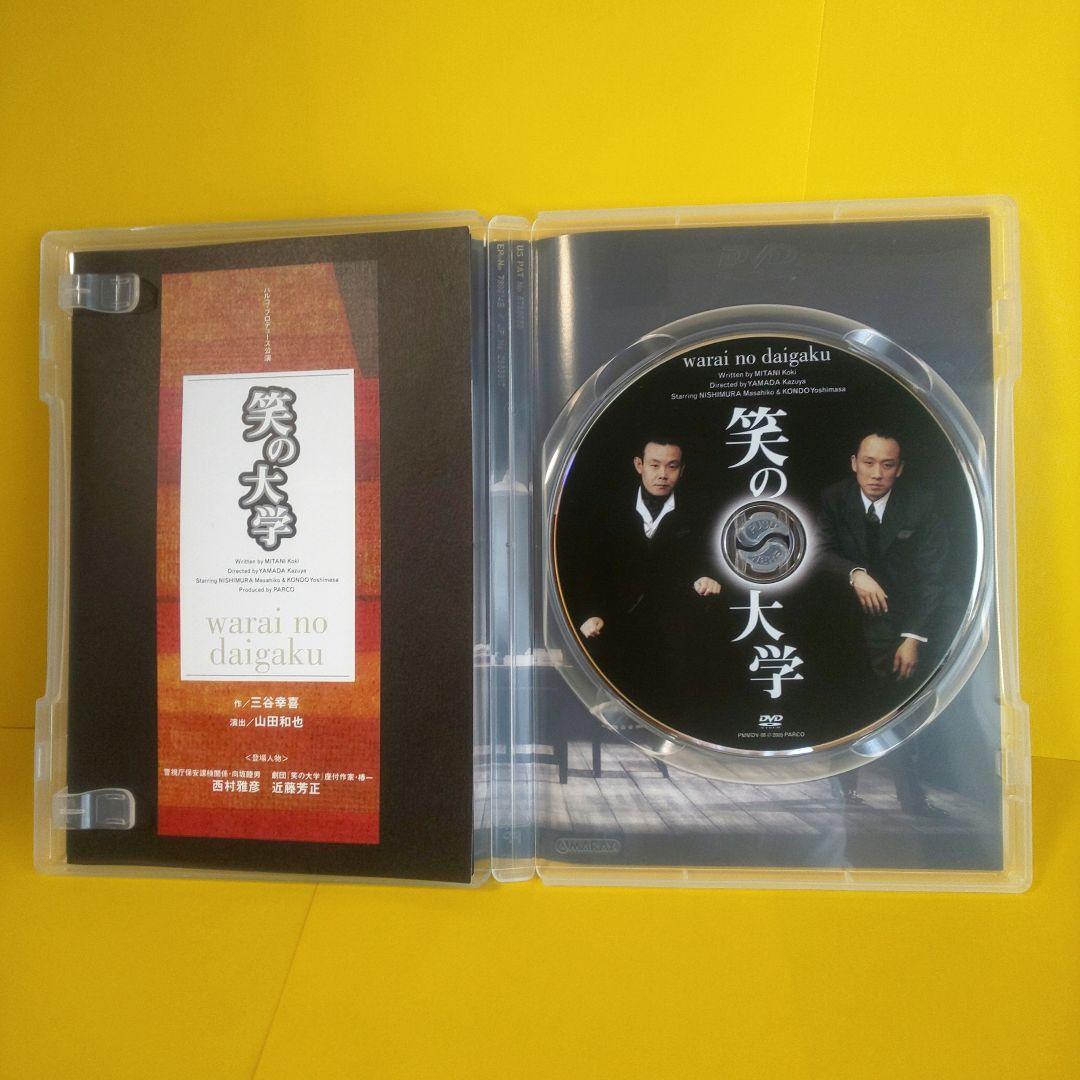 パルコ・プロデュース公演
笑の大学
Written by MITANI Koki
Directed by YAMADA Kazuya
Starring NISHIMURA Masahiko & KONDO Yoshimasa
Produced by PARCO
warai no
daigaku
作／三谷幸喜
演出／山田和也
＜登場人物＞
警視庁保安課検閲係・向坂睦男 劇団「笑の大学」座付作家・椿一
西村雅彦 近藤芳正
warai no daigaku
Written by MITANI Koki
Directed by YAMADA Kazuya
Starring NISHIMURA Masahiko & KONDO Yoshimasa
笑の大学
DVD
AMARAY